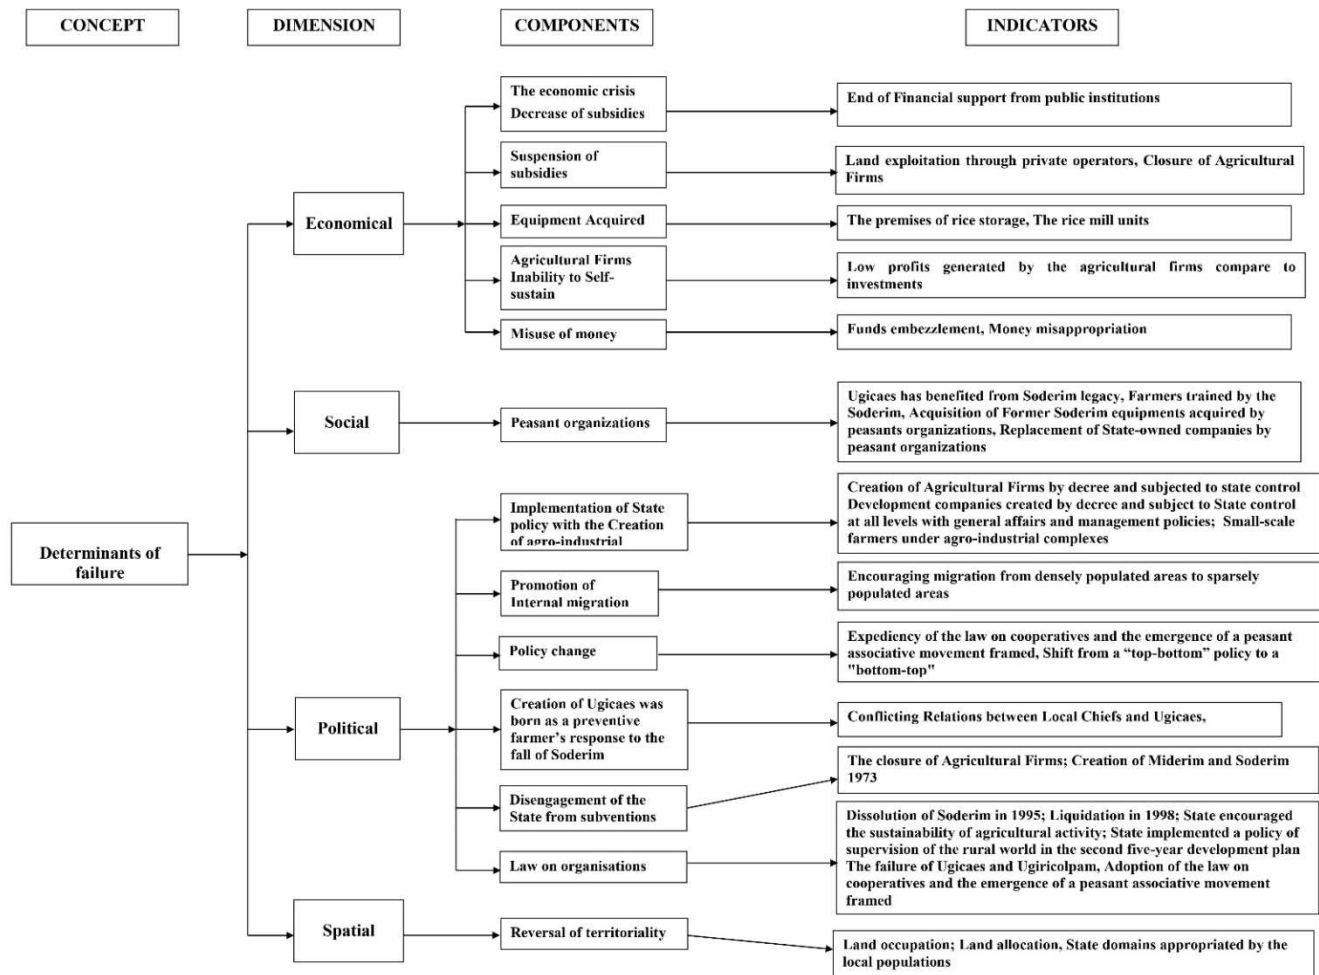 CONCEPT
DIMENSION
COMPONENTS
INDICATORS
Determinants of
failure
Economical
The economic crisis
Decrease of subsidies
End of Financial support from public institutions
Suspension of
subsidies
Land exploitation through private operators, Closure of Agricultural
Firms
Equipment Acquired
The premises of rice storage, The rice mill units
Agricultural Firms
Inability to Self-
sustain
Low profits generated by the agricultural firms compare to
investments
Misuse of money
Funds embezzlement, Money misappropriation
Social
Peasant organizations
Ugicaes has benefited from Soderim legacy, Farmers trained by the
Soderim, Acquisition of Former Soderim equipments acquired by
peasants organizations, Replacement of State-owned companies by
peasant organizations
Political
Implementation of State
policy with the Creation
of agro-industrial
Creation of Agricultural Firms by decree and subjected to state control
Development companies created by decree and subject to State control
at all levels with general affairs and management policies; Small-scale
farmers under agro-industrial complexes
Promotion of
Internal migration
Encouraging migration from densely populated areas to sparsely
populated areas
Policy change
Expediency of the law on cooperatives and the emergence of a peasant
associative movement framed, Shift from a “top-bottom” policy to a
"bottom-top"
Creation of Ugicaes was
born as a preventive
farmer’s response to the
fall of Soderim
Conflicting Relations between Local Chiefs and Ugicaes,
Disengagement of the
State from subventions
The closure of Agricultural Firms; Creation of Miderim and Soderim
1973
Law on organisations
Dissolution of Soderim in 1995; Liquidation in 1998; State encouraged
the sustainability of agricultural activity; State implemented a policy of
supervision of the rural world in the second five-year development plan
The failure of Ugicaes and Ugiricolpam, Adoption of the law on
cooperatives and the emergence of a peasant associative movement
framed
Spatial
Reversal of territoriality
Land occupation; Land allocation, State domains appropriated by the
local populations